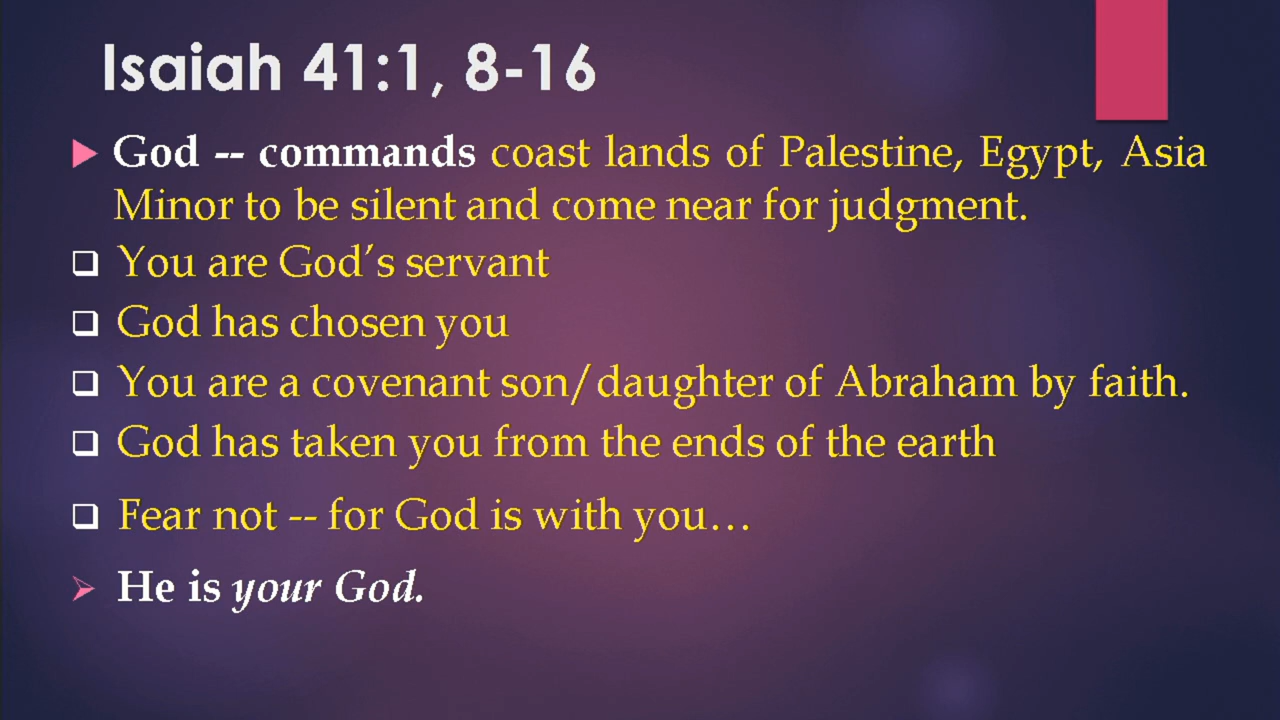 Isaiah 41:1, 8-16
God -- commands coast lands of Palestine, Egypt, Asia
Minor to be silent and come near for judgment.
You are God’s servant
God has chosen you
You are a covenant son/daughter of Abraham by faith.
God has taken you from the ends of the earth
Fear not -- for God is with you…
He is your God.